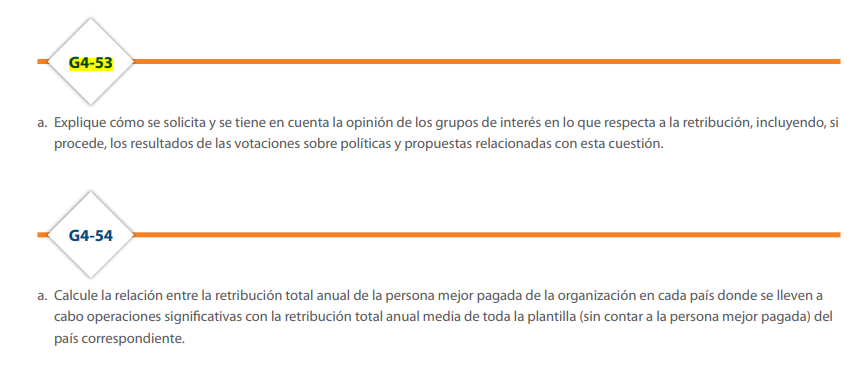 G4-53
a. Explique cómo se solicita y se tiene en cuenta la opinión de los grupos de interés en lo que respecta a la retribución, incluyendo, si
procede, los resultados de las votaciones sobre políticas y propuestas relacionadas con esta cuestión.
G4-54
a. Calcule la relación entre la retribución total anual de la persona mejor pagada de la organización en cada país donde se lleven a
cabo operaciones significativas con la retribución total anual media de toda la plantilla (sin contar a la persona mejor pagada) del
país correspondiente.